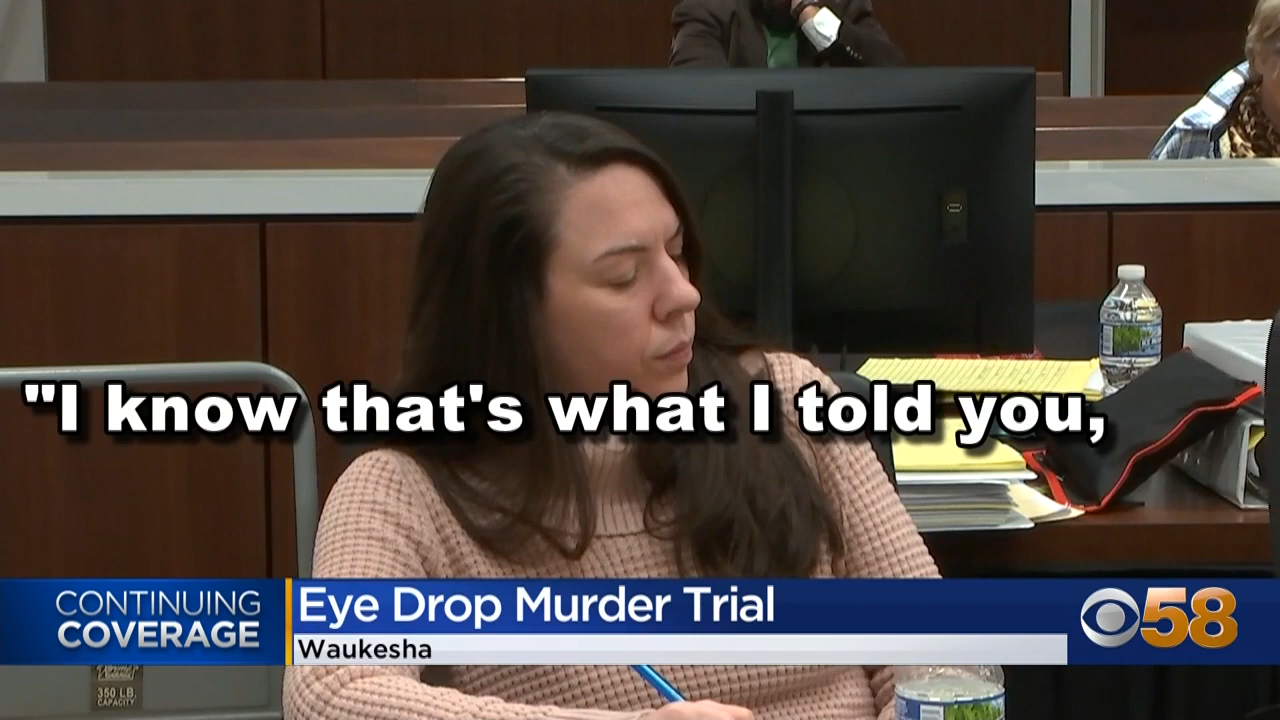 "I know that's what I told you,
CONTINUING
COVERAGE
Eye Drop Murder Trial
Waukesha
58
350 LB.
CAPACITY